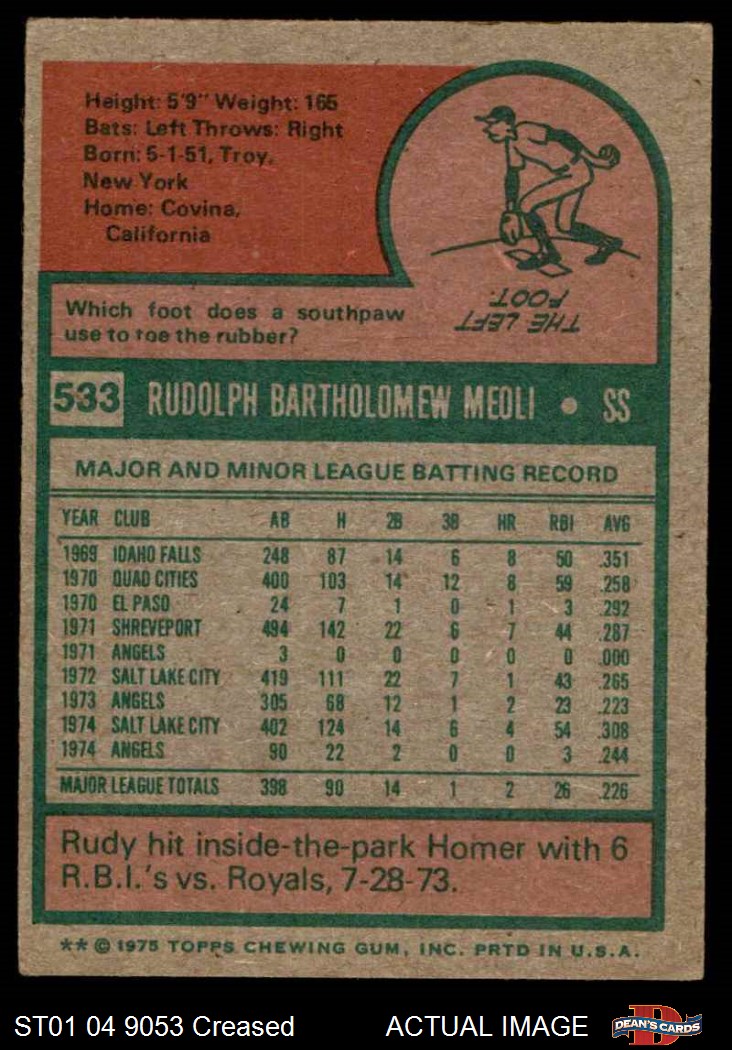 Height: 5'9" Weight: 165
Bats: Left Throws: Right
Born: 5-1-51, Troy,
New York
Home: Covina,
California
Which foot does a southpaw
use to toe the rubber?
THE LEFT
FOOT.
533 RUDOLPH BARTHOLOMEW MEOLI • SS
MAJOR AND MINOR LEAGUE BATTING RECORD
YEAR CLUB AB H 2B 3B HR RBI AVG
1969 IDAHO FALLS 248 87 14 6 8 50 .351
1970 QUAD CITIES 400 103 14 12 8 59 .258
1970 EL PASO 24 7 1 0 1 3 .292
1971 SHREVEPORT 494 142 22 6 7 44 .287
1971 ANGELS 3 0 0 0 0 0 .000
1972 SALT LAKE CITY 419 111 22 7 1 43 .265
1973 ANGELS 305 68 12 1 2 23 .223
1974 SALT LAKE CITY 402 124 14 6 4 54 .308
1974 ANGELS 90 22 2 0 0 3 .244
MAJOR LEAGUE TOTALS 398 90 14 1 2 26 .226
Rudy hit inside-the-park Homer with 6
R.B.I.'s vs. Royals, 7-28-73.
** © 1975 TOPPS CHEWING GUM, INC. PRTD IN U.S.A.
ST01 04 9053 Creased ACTUAL IMAGE
D
DEAN'S CARDS